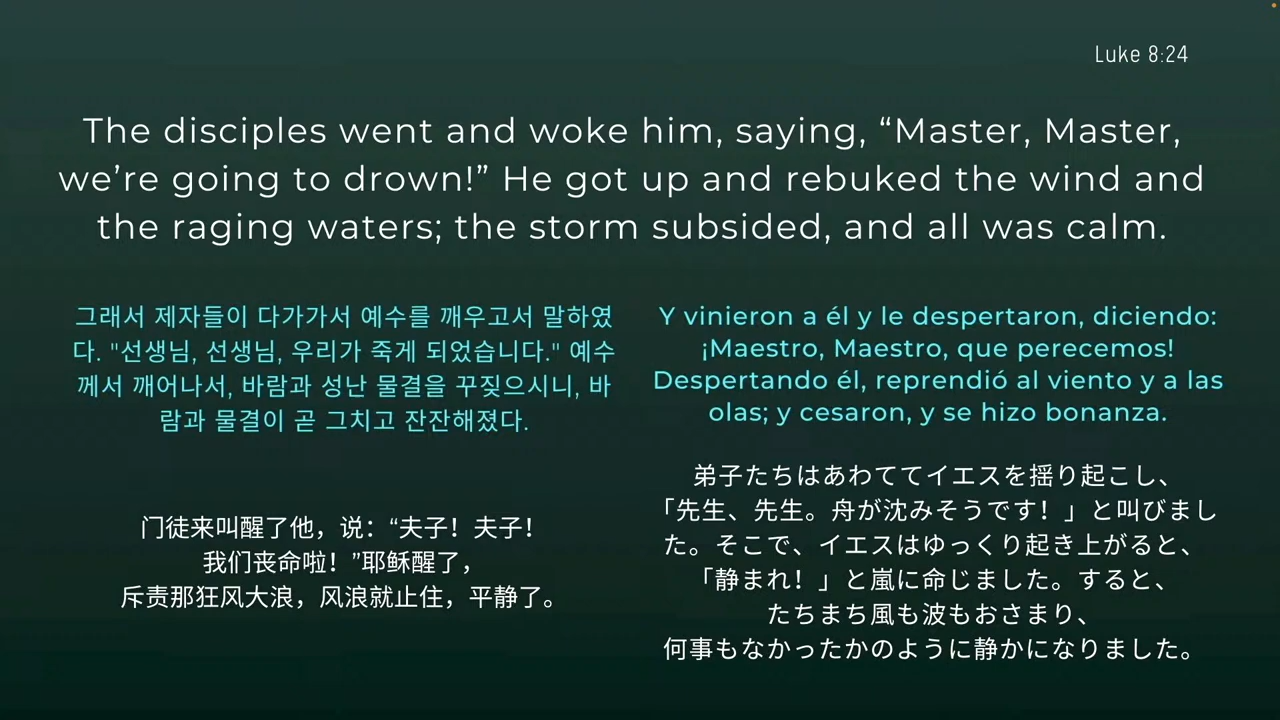 Luke 8:24
The disciples went and woke him, saying, “Master, Master,
we’re going to drown!” He got up and rebuked the wind and
the raging waters; the storm subsided, and all was calm.
그래서 제자들이 다가가서 예수를 깨우고서 말하였
다. "선생님, 선생님, 우리가 죽게 되었습니다." 예수
께서 깨어나서, 바람과 성난 물결을 꾸짖으시니, 바
람과 물결이 곧 그치고 잔잔해졌다.
Y vinieron a él y le despertaron, diciendo:
¡Maestro, Maestro, que perecemos!
Despertando él, reprendió al viento y a las
olas; y cesaron, y se hizo bonanza.
门徒来叫醒了他，说：“夫子！夫子！
我们丧命啦！”耶稣醒了，
斥责那狂风大浪，风浪就止住，平静了。
弟子たちはあわててイエスを揺り起こし、
「先生、先生。舟が沈みそうです！」と叫びまし
た。そこで、イエスはゆっくり起き上がると、
「静まれ！」と嵐に命じました。すると、
たちまち風も波もおさまり、
何事もなかったかのように静かになりました。